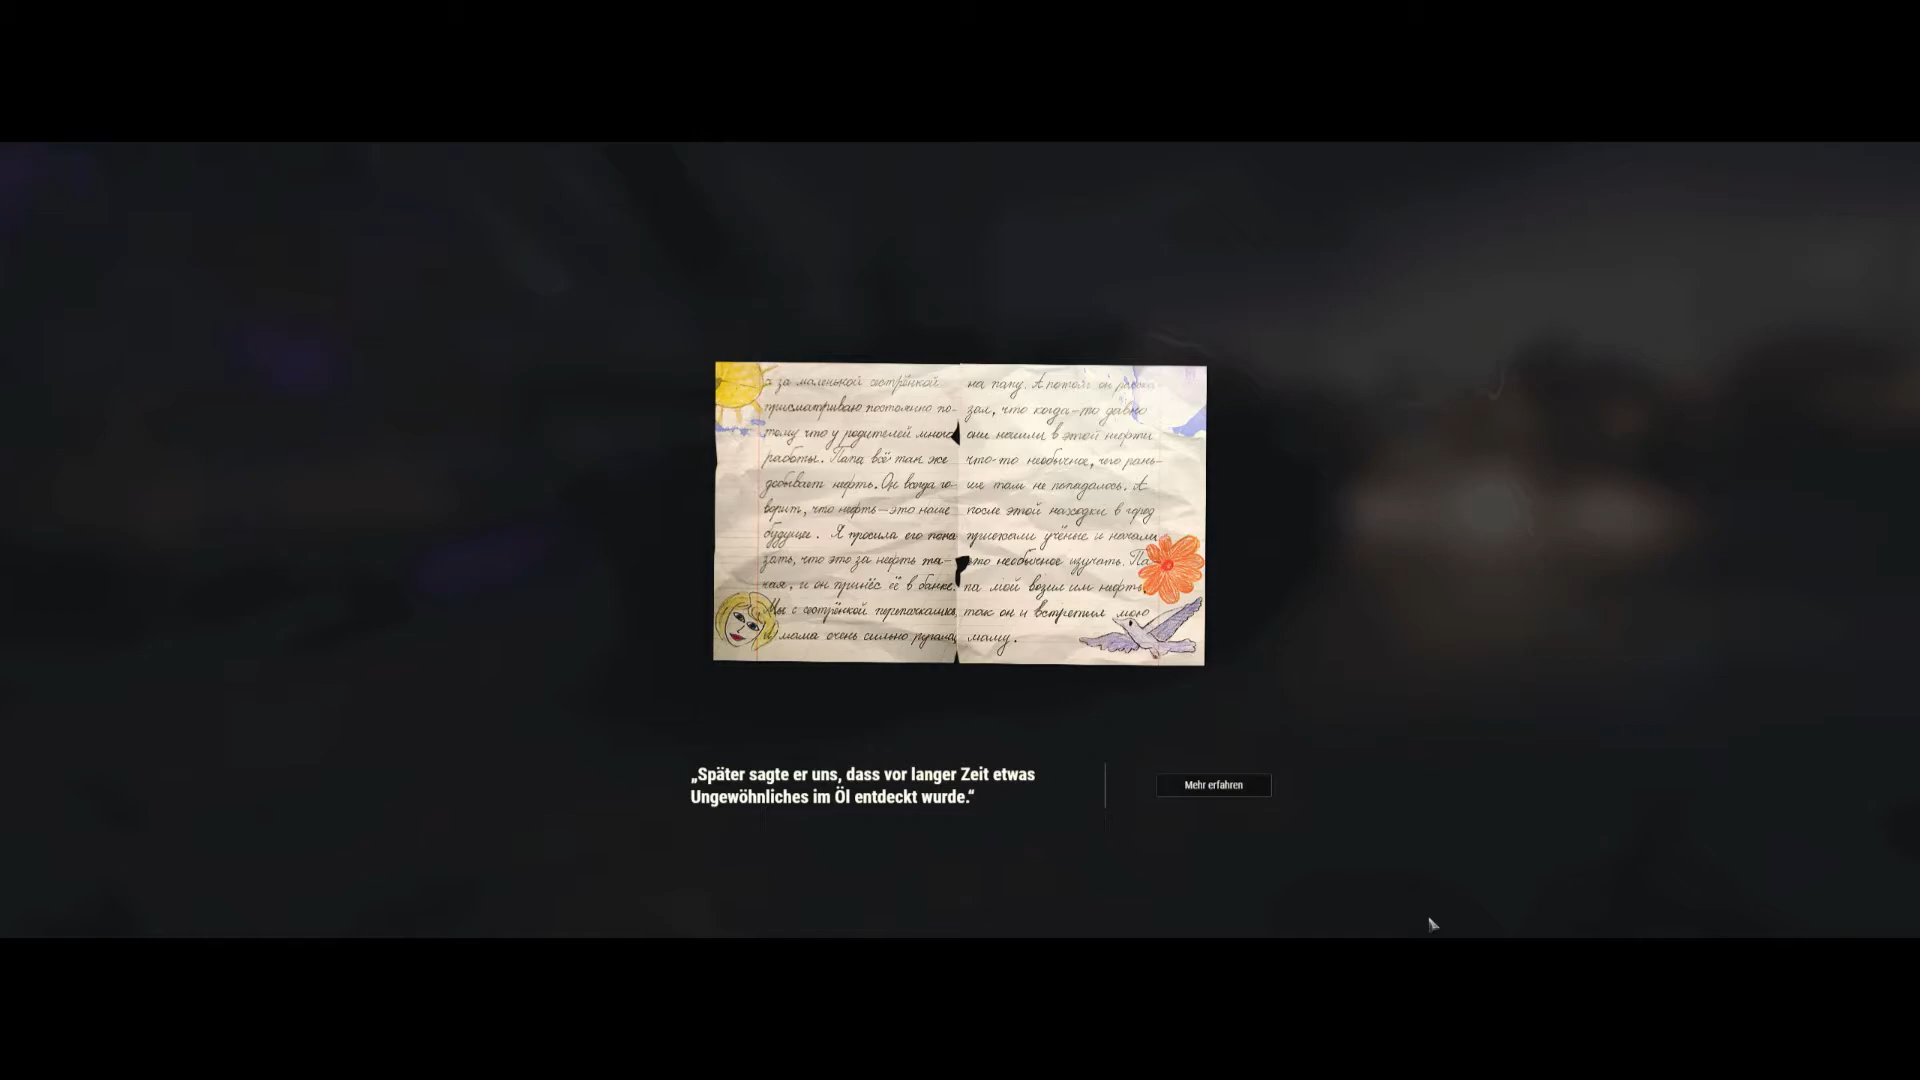 а за маленькой сестрёнкой
присматриваю постоянно по-
тому что у родителей много
работы. Папа всё так же
добывает нефть. Он всегда го-
ворит, что нефть — это наше
будущее. Я просила его пока
зать, что это за нефть та-
кая, и он принёс её в банке.
Мы с сестрёнкой перепачкались,
и мама очень сильно ругалась
на папу. А потом он расска
зал, что когда-то давно
они нашли в этой нефти
что-то необычное, чего рань-
ше там не попадалось. А
после этой находки в город
приехали учёные и начали
это необычное изучать. Па-
па мой возил им нефть,
так он и встретил мою
маму.
„Später sagte er uns, dass vor langer Zeit etwas
Ungewöhnliches im Öl entdeckt wurde.“
Mehr erfahren